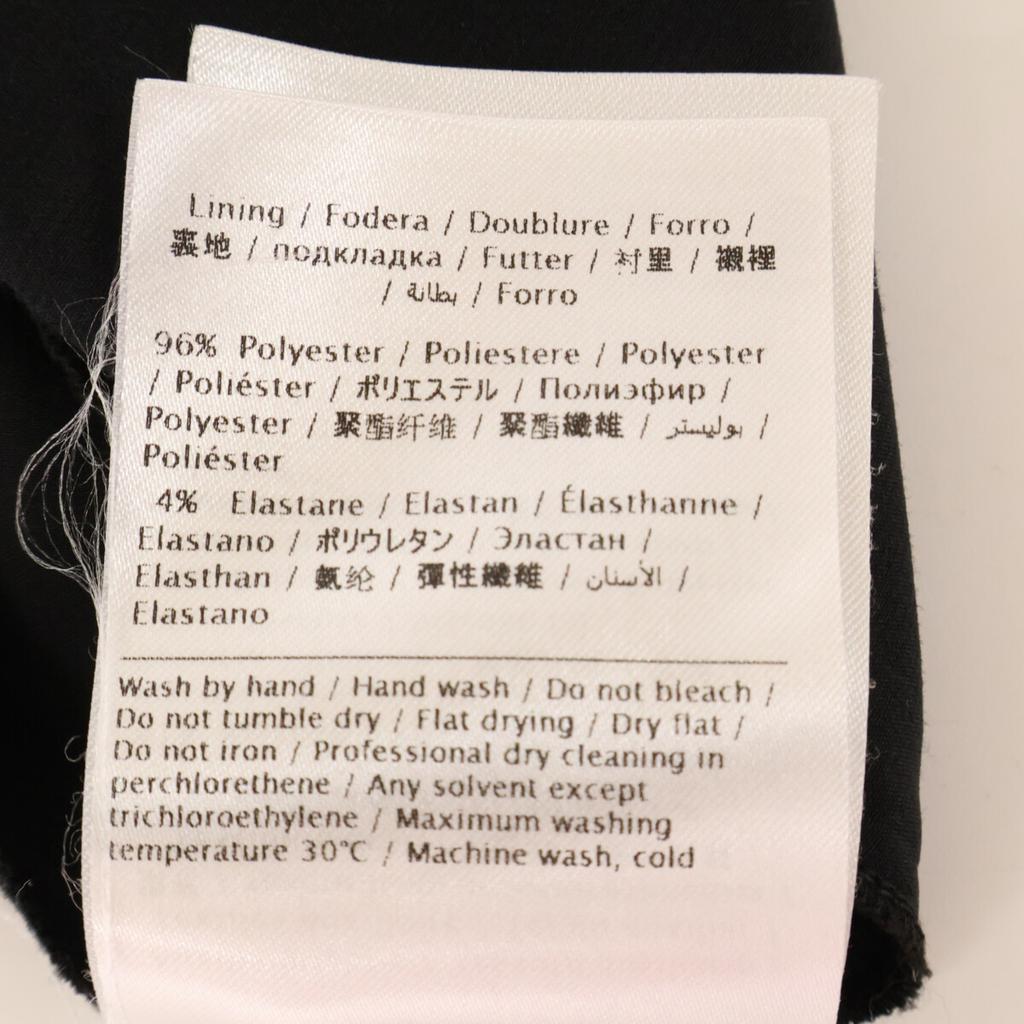 Lining / Fodera / Doublure / Forro /
裏地 / подкладка / Futter / 衬里 / 襯裡
/ بطانة / Forro
96% Polyester / Poliestere / Polyester
/ Poliéster / ポリエステル / Полиэфир /
Polyester / 聚酯纤维 / 聚酯纖維 / بوليستر /
Poliéster
4% Elastane / Elastan / Élasthanne /
Elastano / ポリウレタン / Эластан /
Elasthan / 氨纶 / 彈性纖維 / الأستان /
Elastano
Wash by hand / Hand wash / Do not bleach /
Do not tumble dry / Flat drying / Dry flat /
Do not iron / Professional dry cleaning in
perchlorethene / Any solvent except
trichloroethylene / Maximum washing
temperature 30°C / Machine wash, cold